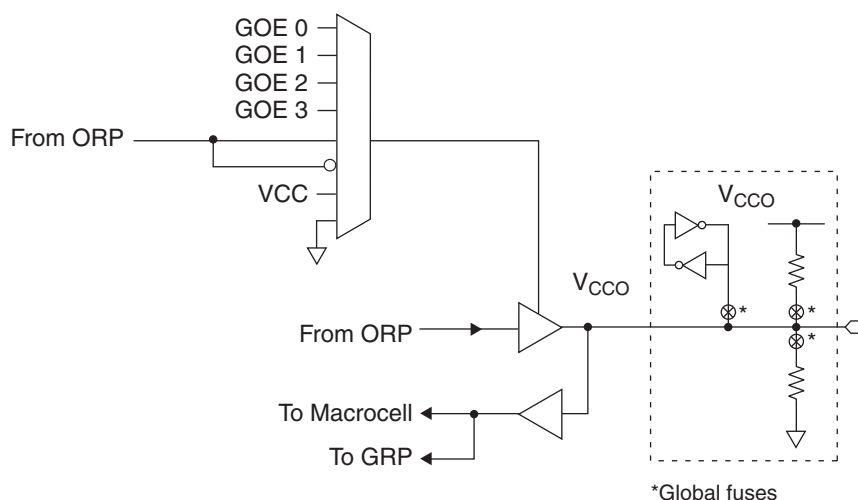 GOE 0
GOE 1
GOE 2
GOE 3
From ORP
VCC
VCCO
VCCO
*
*
*
From ORP
To Macrocell
To GRP
*Global fuses